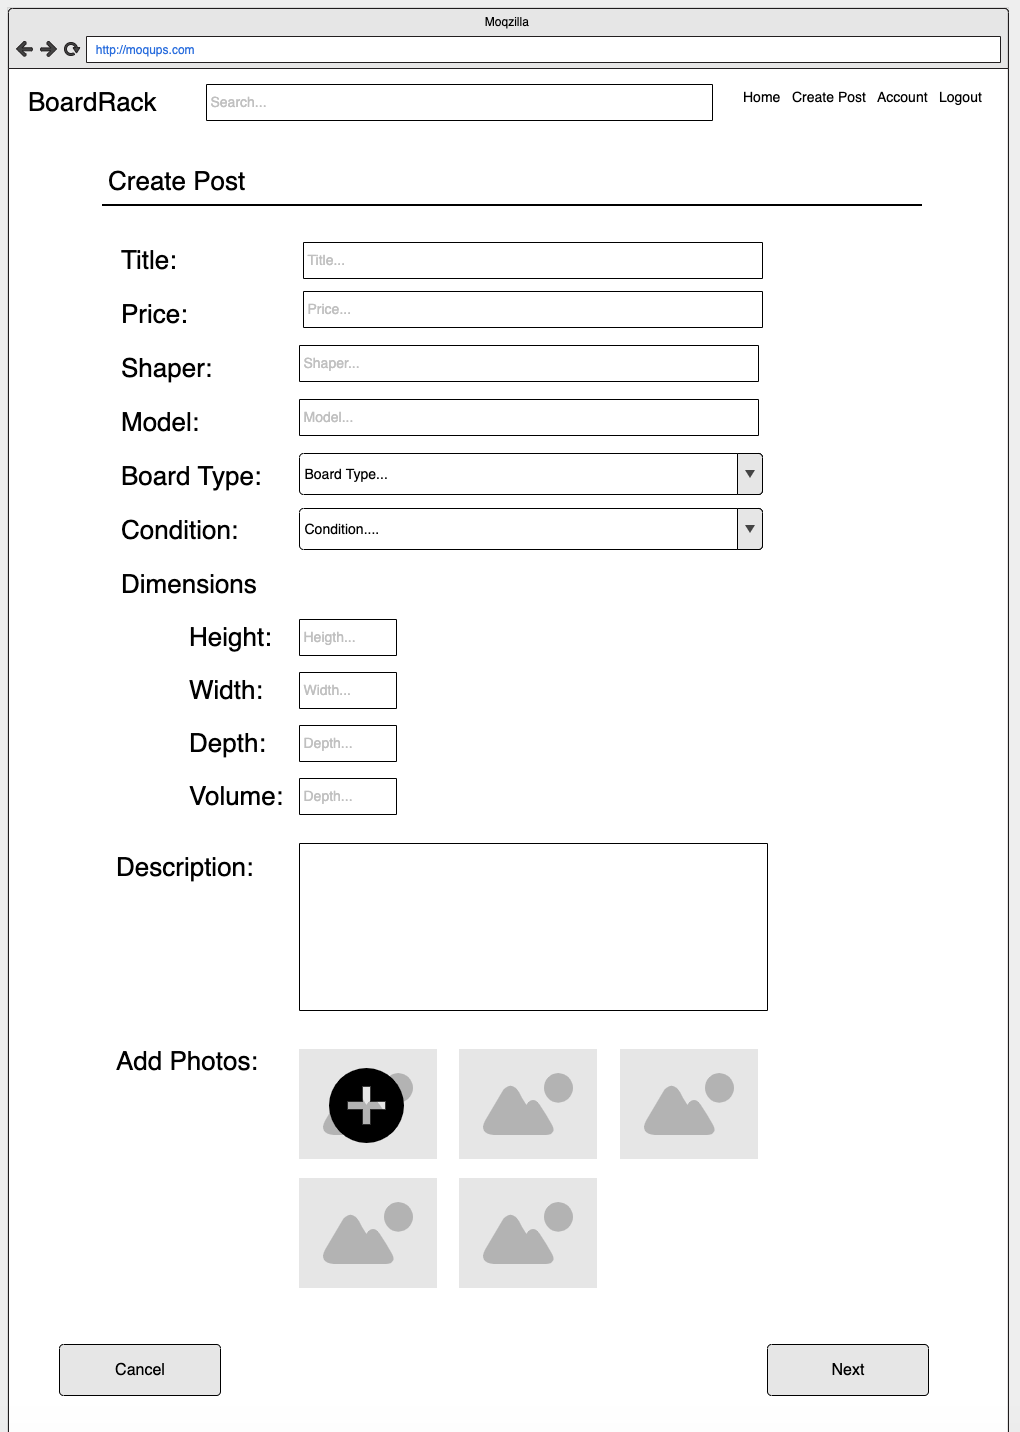 Moqzilla
http://moqups.com
BoardRack
Search...
Home Create Post Account Logout
Create Post
Title: Title...
Price: Price...
Shaper: Shaper...
Model: Model...
Board Type: Board Type...
Condition: Condition....
Dimensions
Height: Heigth...
Width: Width...
Depth: Depth...
Volume: Depth...
Description:
Add Photos:
Cancel Next